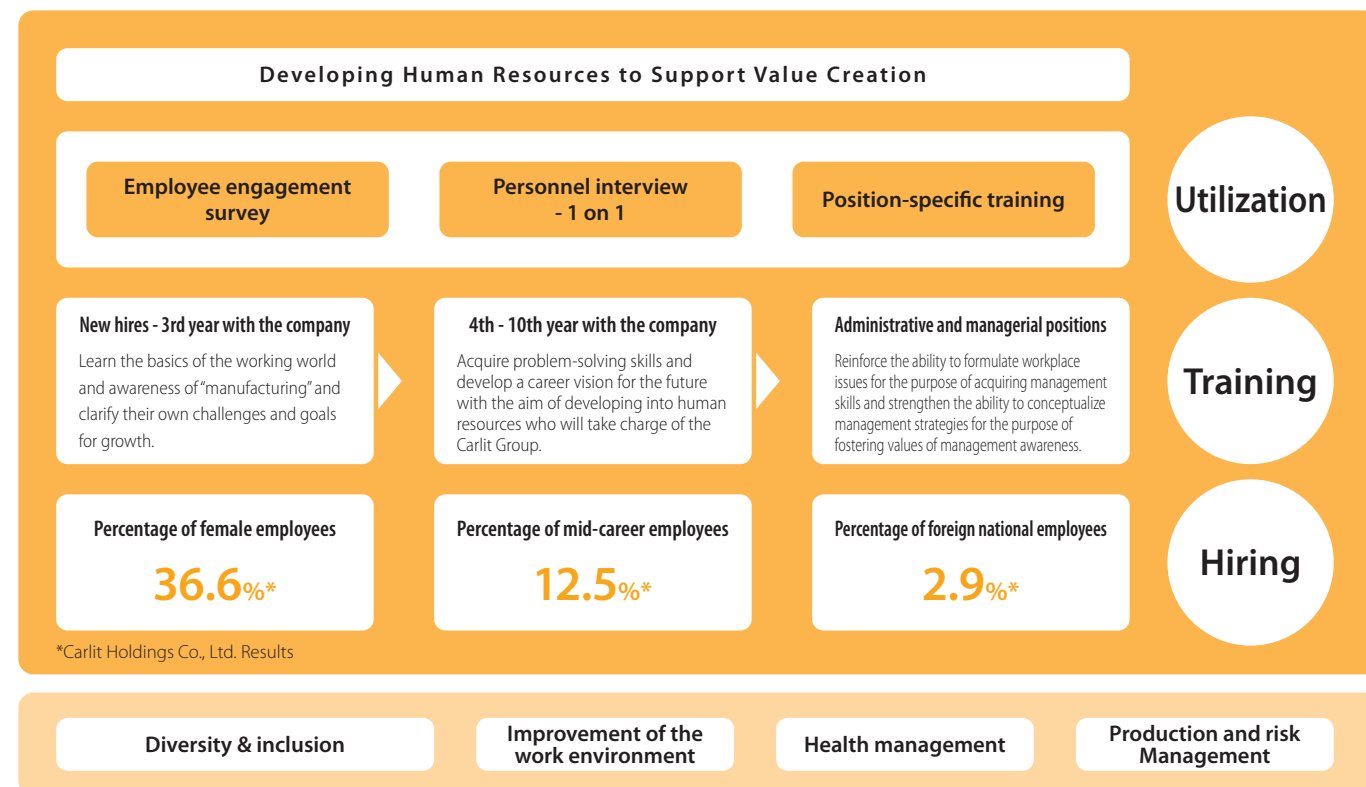 Developing Human Resources to Support Value Creation
Employee engagement
survey
Personnel interview
- 1 on 1
Position-specific training
Utilization
New hires - 3rd year with the company
Learn the basics of the working world
and awareness of “manufacturing” and
clarify their own challenges and goals
for growth.
4th - 10th year with the company
Acquire problem-solving skills and
develop a career vision for the future
with the aim of developing into human
resources who will take charge of the
Carlit Group.
Administrative and managerial positions
Reinforce the ability to formulate workplace
issues for the purpose of acquiring management
skills and strengthen the ability to conceptualize
management strategies for the purpose of
fostering values of management awareness.
Training
Percentage of female employees
36.6%*
Percentage of mid-career employees
12.5%*
Percentage of foreign national employees
2.9%*
Hiring
*Carlit Holdings Co., Ltd. Results
Diversity & inclusion
Improvement of the
work environment
Health management
Production and risk
Management